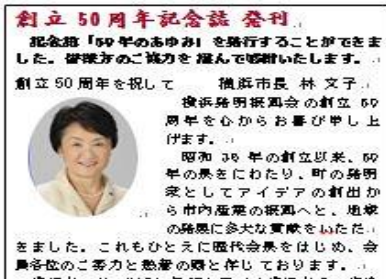 創立50周年記念誌 発刊
記念誌「50年のあゆみ」を発行することができま
した。皆様方のご協力を謹んで感謝いたします。
創立50周年を祝して 横浜市長 林 文子
横浜発明振興会の創立50
周年を心からお喜び申し上
げます。
昭和36年の創立以来、50
年の長きにわたり、町の発明
家としてアイデアの創出か
ら市内産業の振興へと、地域
の発展に多大な貢献をいただ
きました。これもひとえに歴代会長をはじめ、会
員各位のご努力と熱意の賜と存じております。